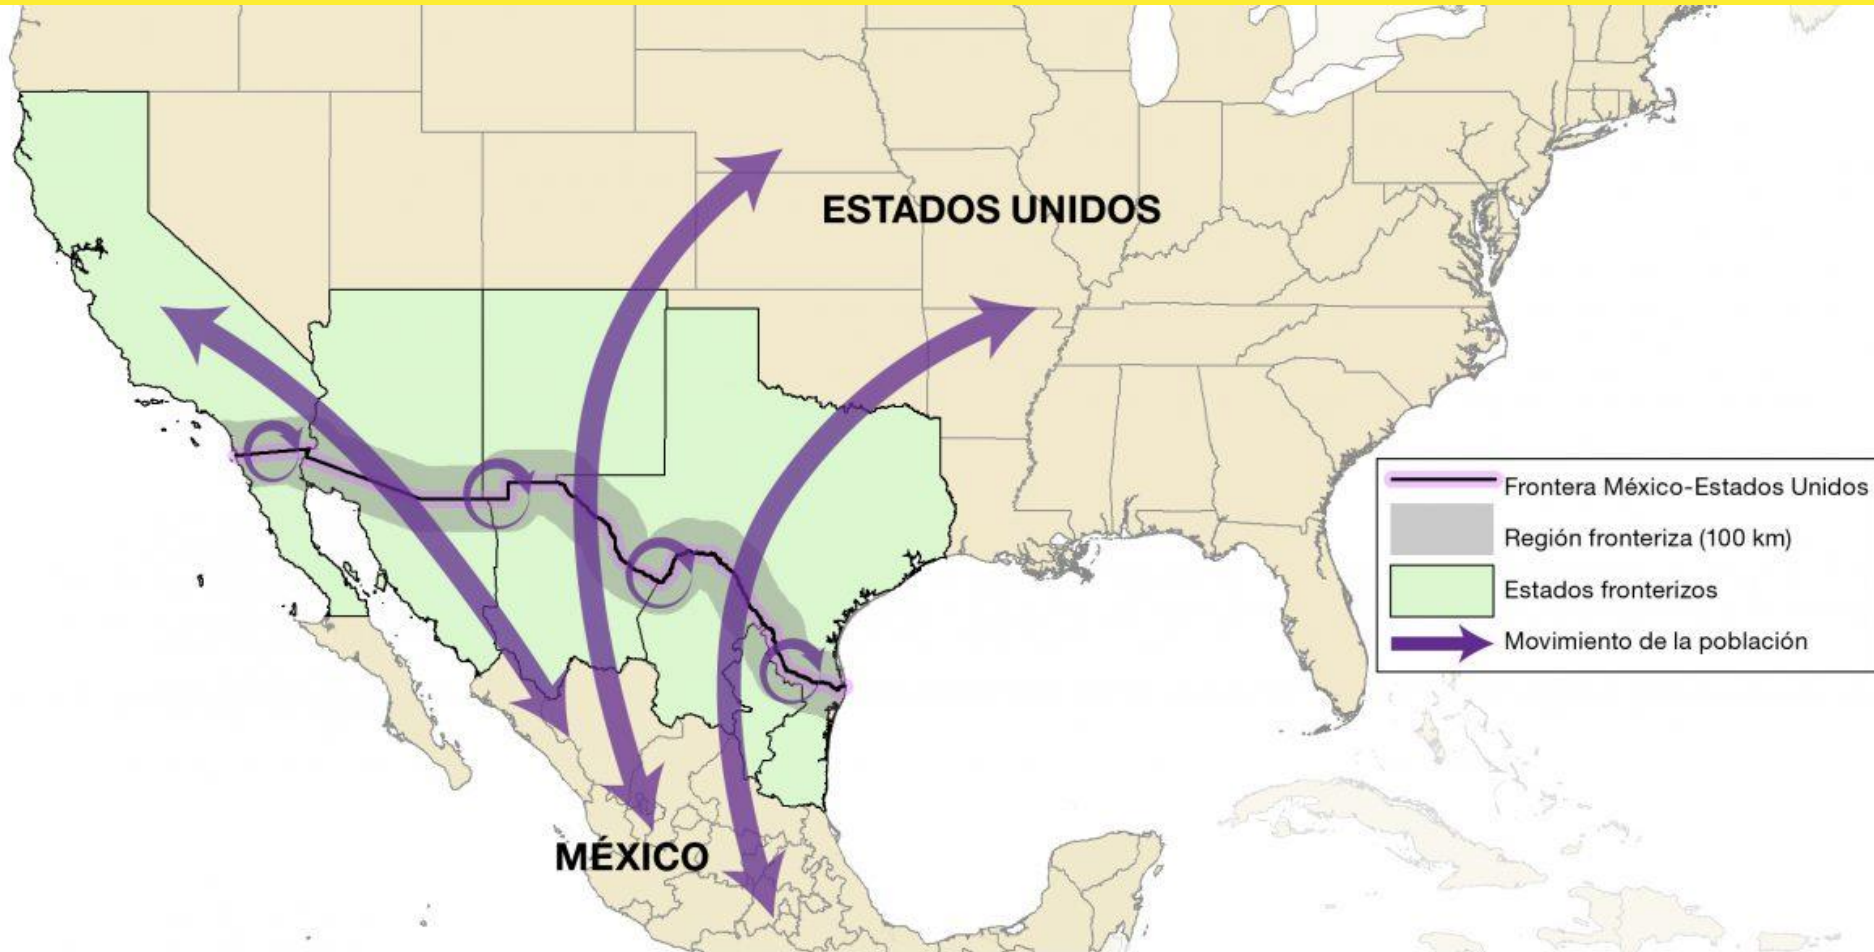 ESTADOS UNIDOS
Frontera México-Estados Unidos
Región fronteriza (100 km)
Estados fronterizos
Movimiento de la población
MÉXICO